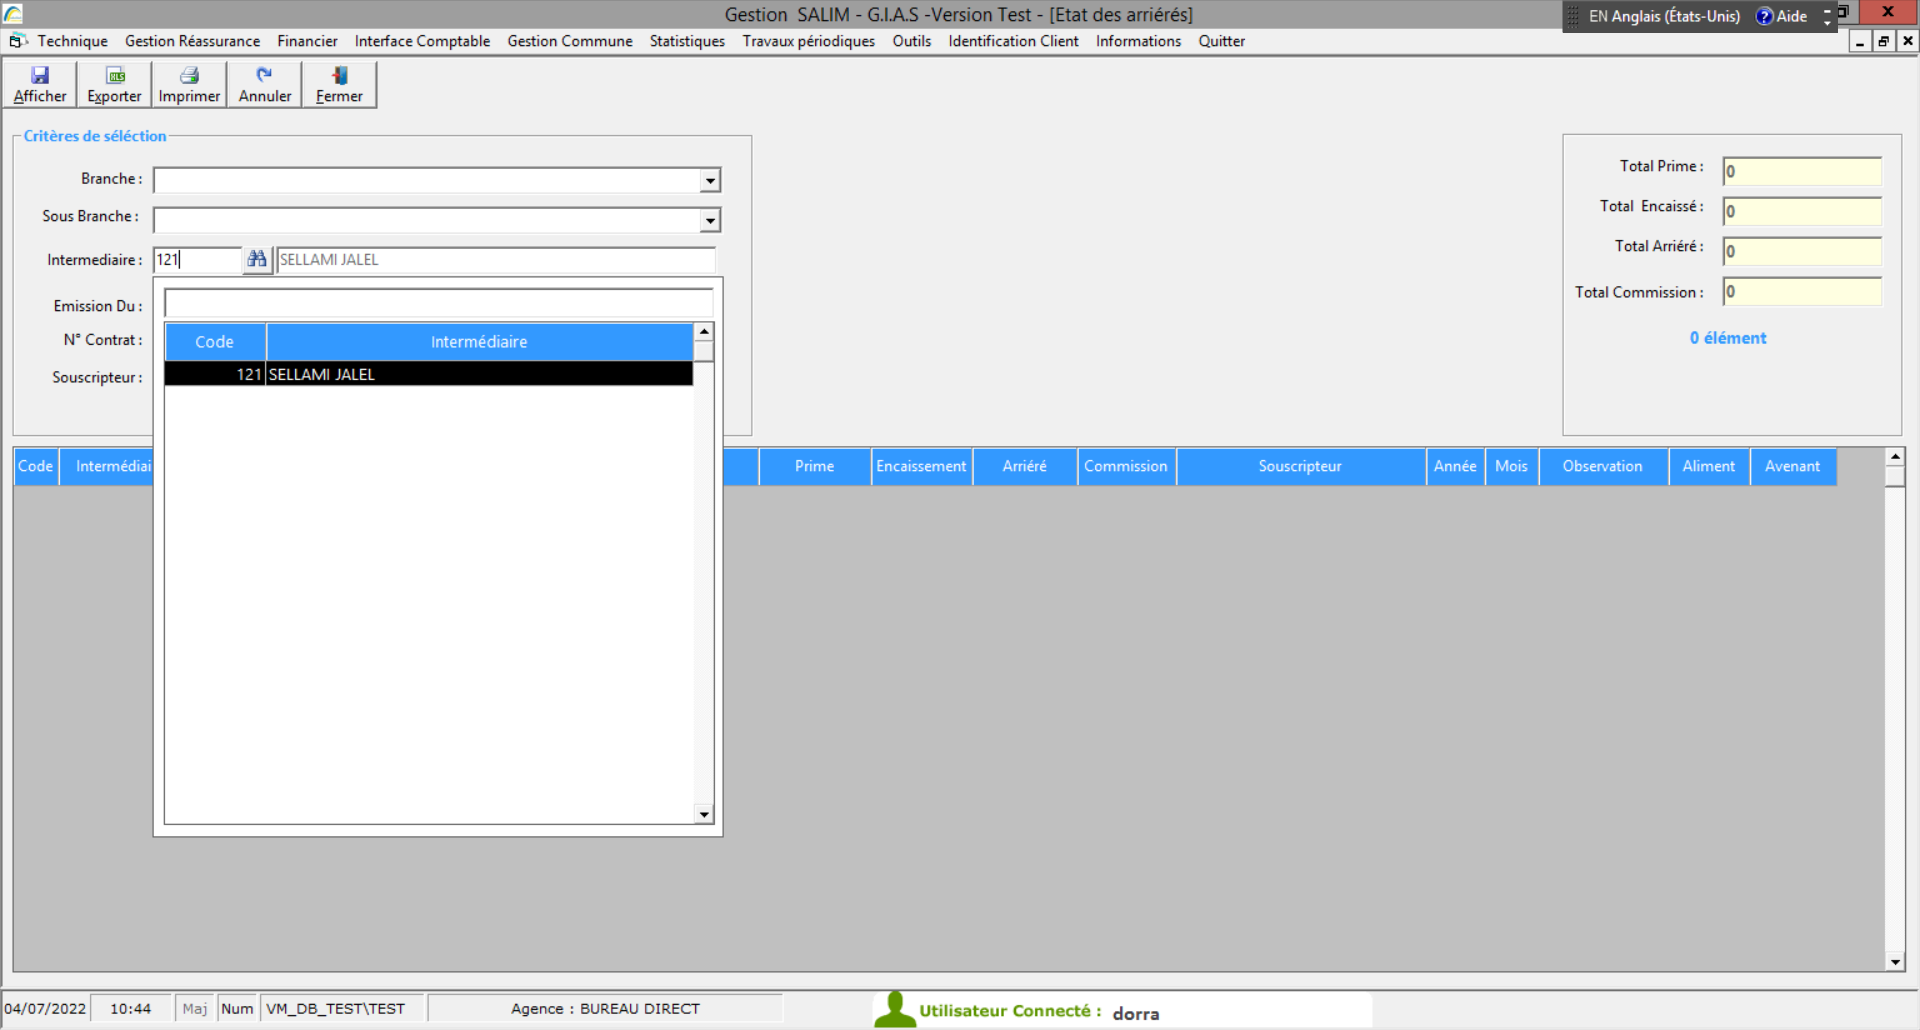 Gestion  SALIM - G.I.A.S -Version Test - [Etat des arriérés]
EN Anglais (États-Unis) ? Aide
Technique Gestion Réassurance Financier Interface Comptable Gestion Commune Statistiques Travaux périodiques Outils Identification Client Informations Quitter
Afficher Exporter Imprimer Annuler Fermer
Critères de séléction
Branche :
Sous Branche :
Intermediaire : 121 SELLAMI JALEL
Emission Du :
N° Contrat :
Souscripteur :
Code Intermédiaire
121 SELLAMI JALEL
Total Prime : 0
Total  Encaissé : 0
Total Arriéré : 0
Total Commission : 0
0 élément
Code Intermédiai Prime Encaissement Arriéré Commission Souscripteur Année Mois Observation Aliment Avenant
04/07/2022 10:44 Maj Num VM_DB_TEST\TEST Agence : BUREAU DIRECT Utilisateur Connecté : dorra